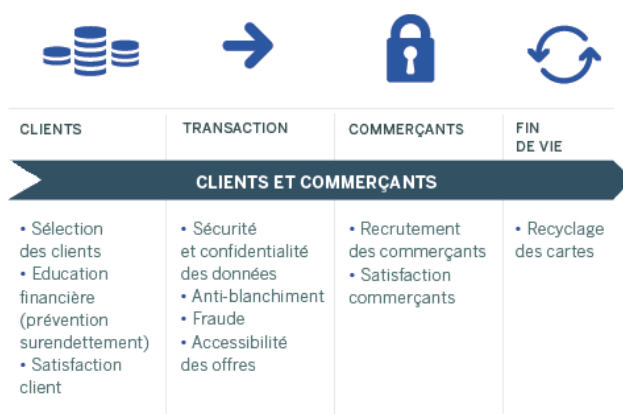 CLIENTS
TRANSACTION
COMMERÇANTS
FIN
DE VIE
CLIENTS ET COMMERÇANTS
• Sélection
des clients
• Education
financière
(prévention
surendettement)
• Satisfaction
client
• Sécurité
et confidentialité
des données
• Anti-blanchiment
• Fraude
• Accessibilité
des offres
• Recrutement
des commerçants
• Satisfaction
commerçants
• Recyclage
des cartes